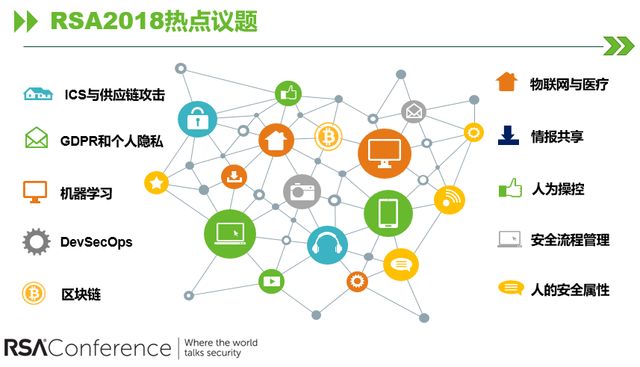 RSA2018热点议题
ICS与供应链攻击
GDPR和个人隐私
机器学习
DevSecOps
区块链
物联网与医疗
情报共享
人为操控
安全流程管理
人的安全属性
RSAConference
Where the world
talks security